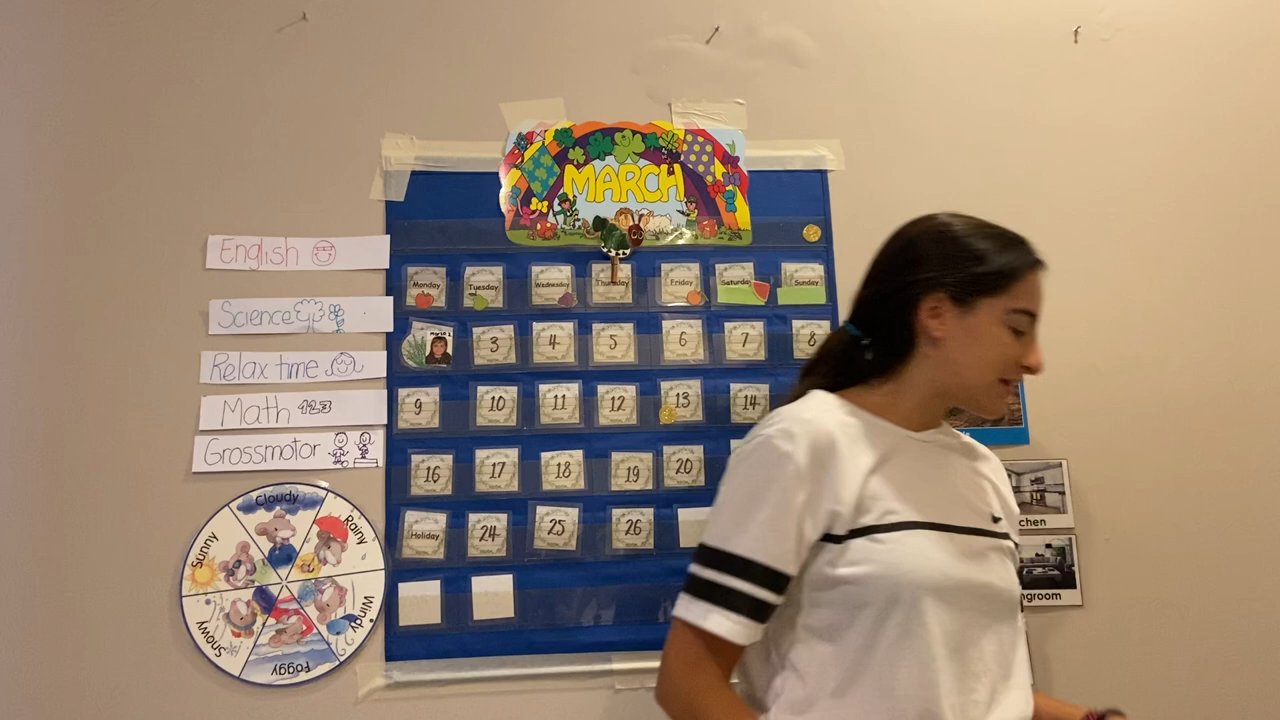 MARCH
English
Science
Relax time
Math 123
Grossmotor
Monday Tuesday Wednesday Thursday Friday Saturday Sunday
3 4 5 6 7 8
9 10 11 12 13 14
16 17 18 19 20
Holiday 24 25 26
Cloudy
Rainy
Windy
Foggy
Snowy
Sunny
chen
ngroom